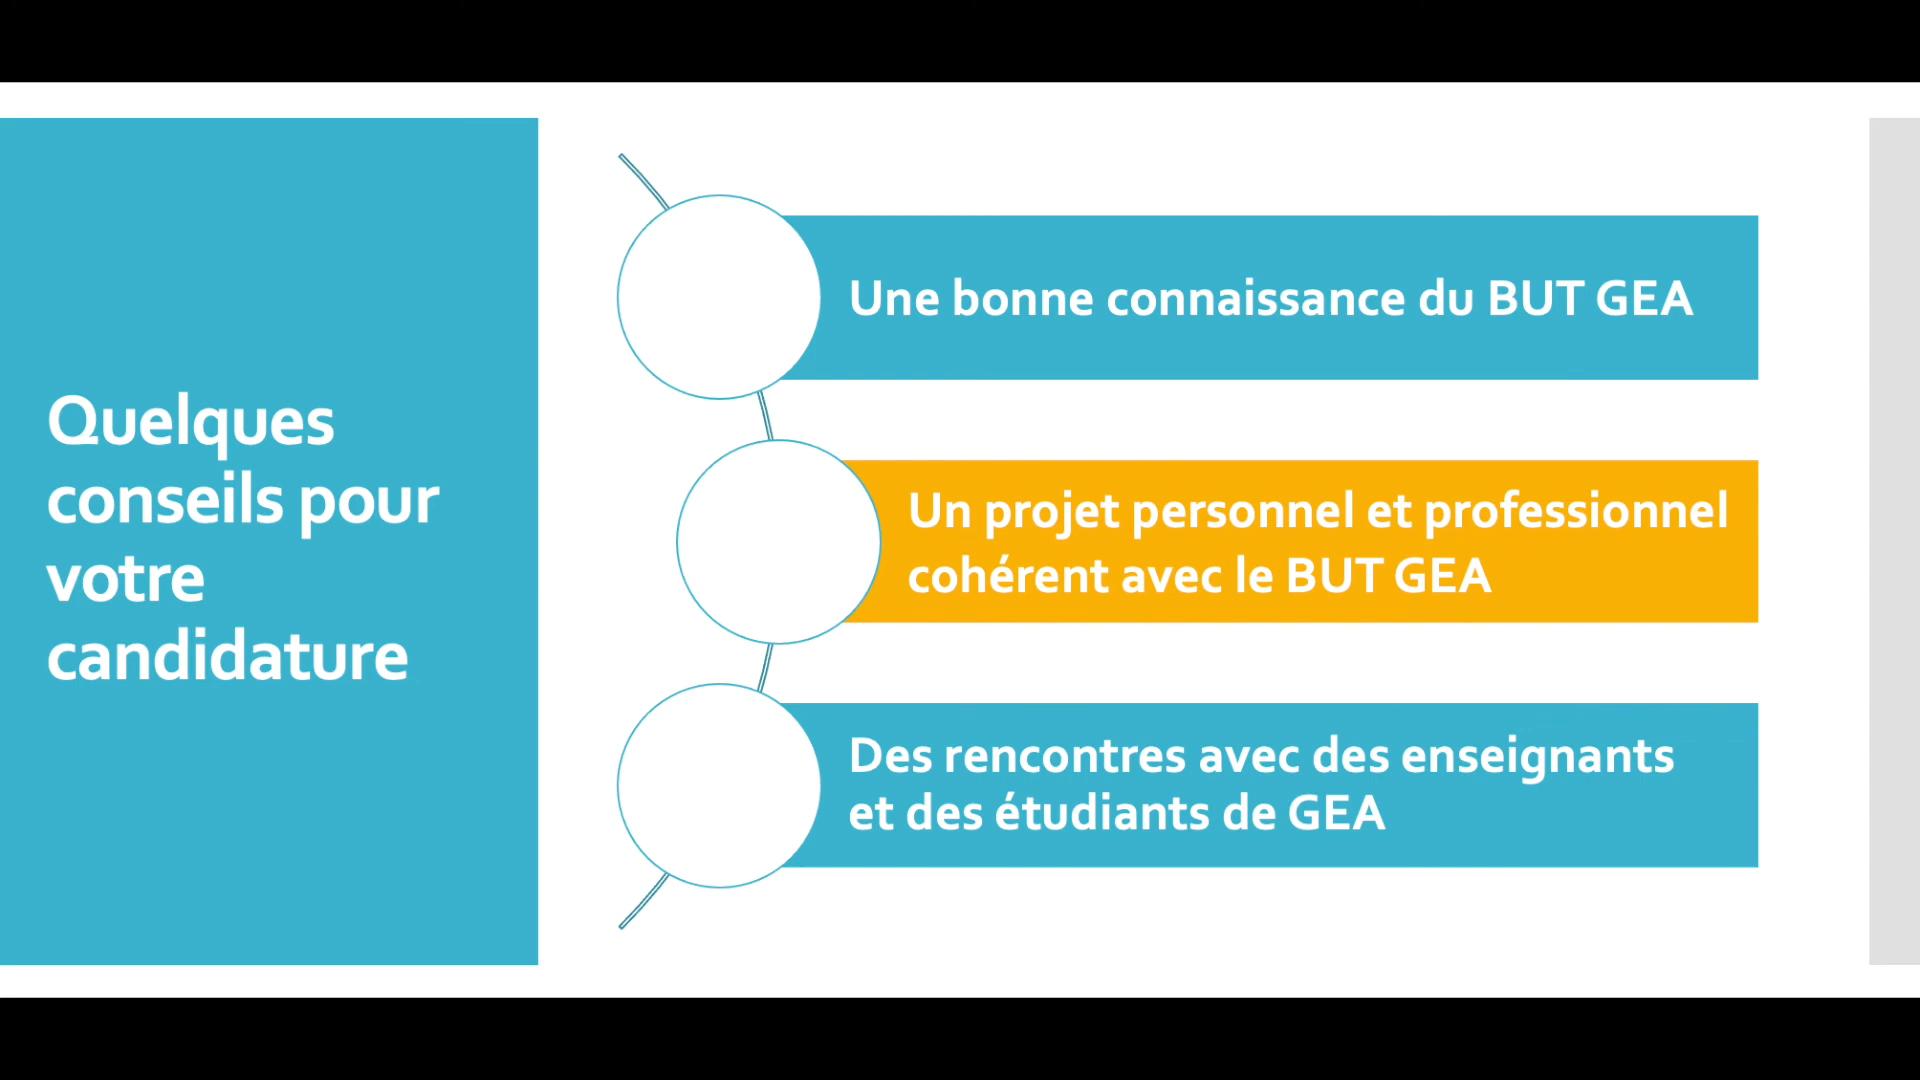 Quelques
conseils pour
votre
candidature
Une bonne connaissance du BUT GEA
Un projet personnel et professionnel
cohérent avec le BUT GEA
Des rencontres avec des enseignants
et des étudiants de GEA